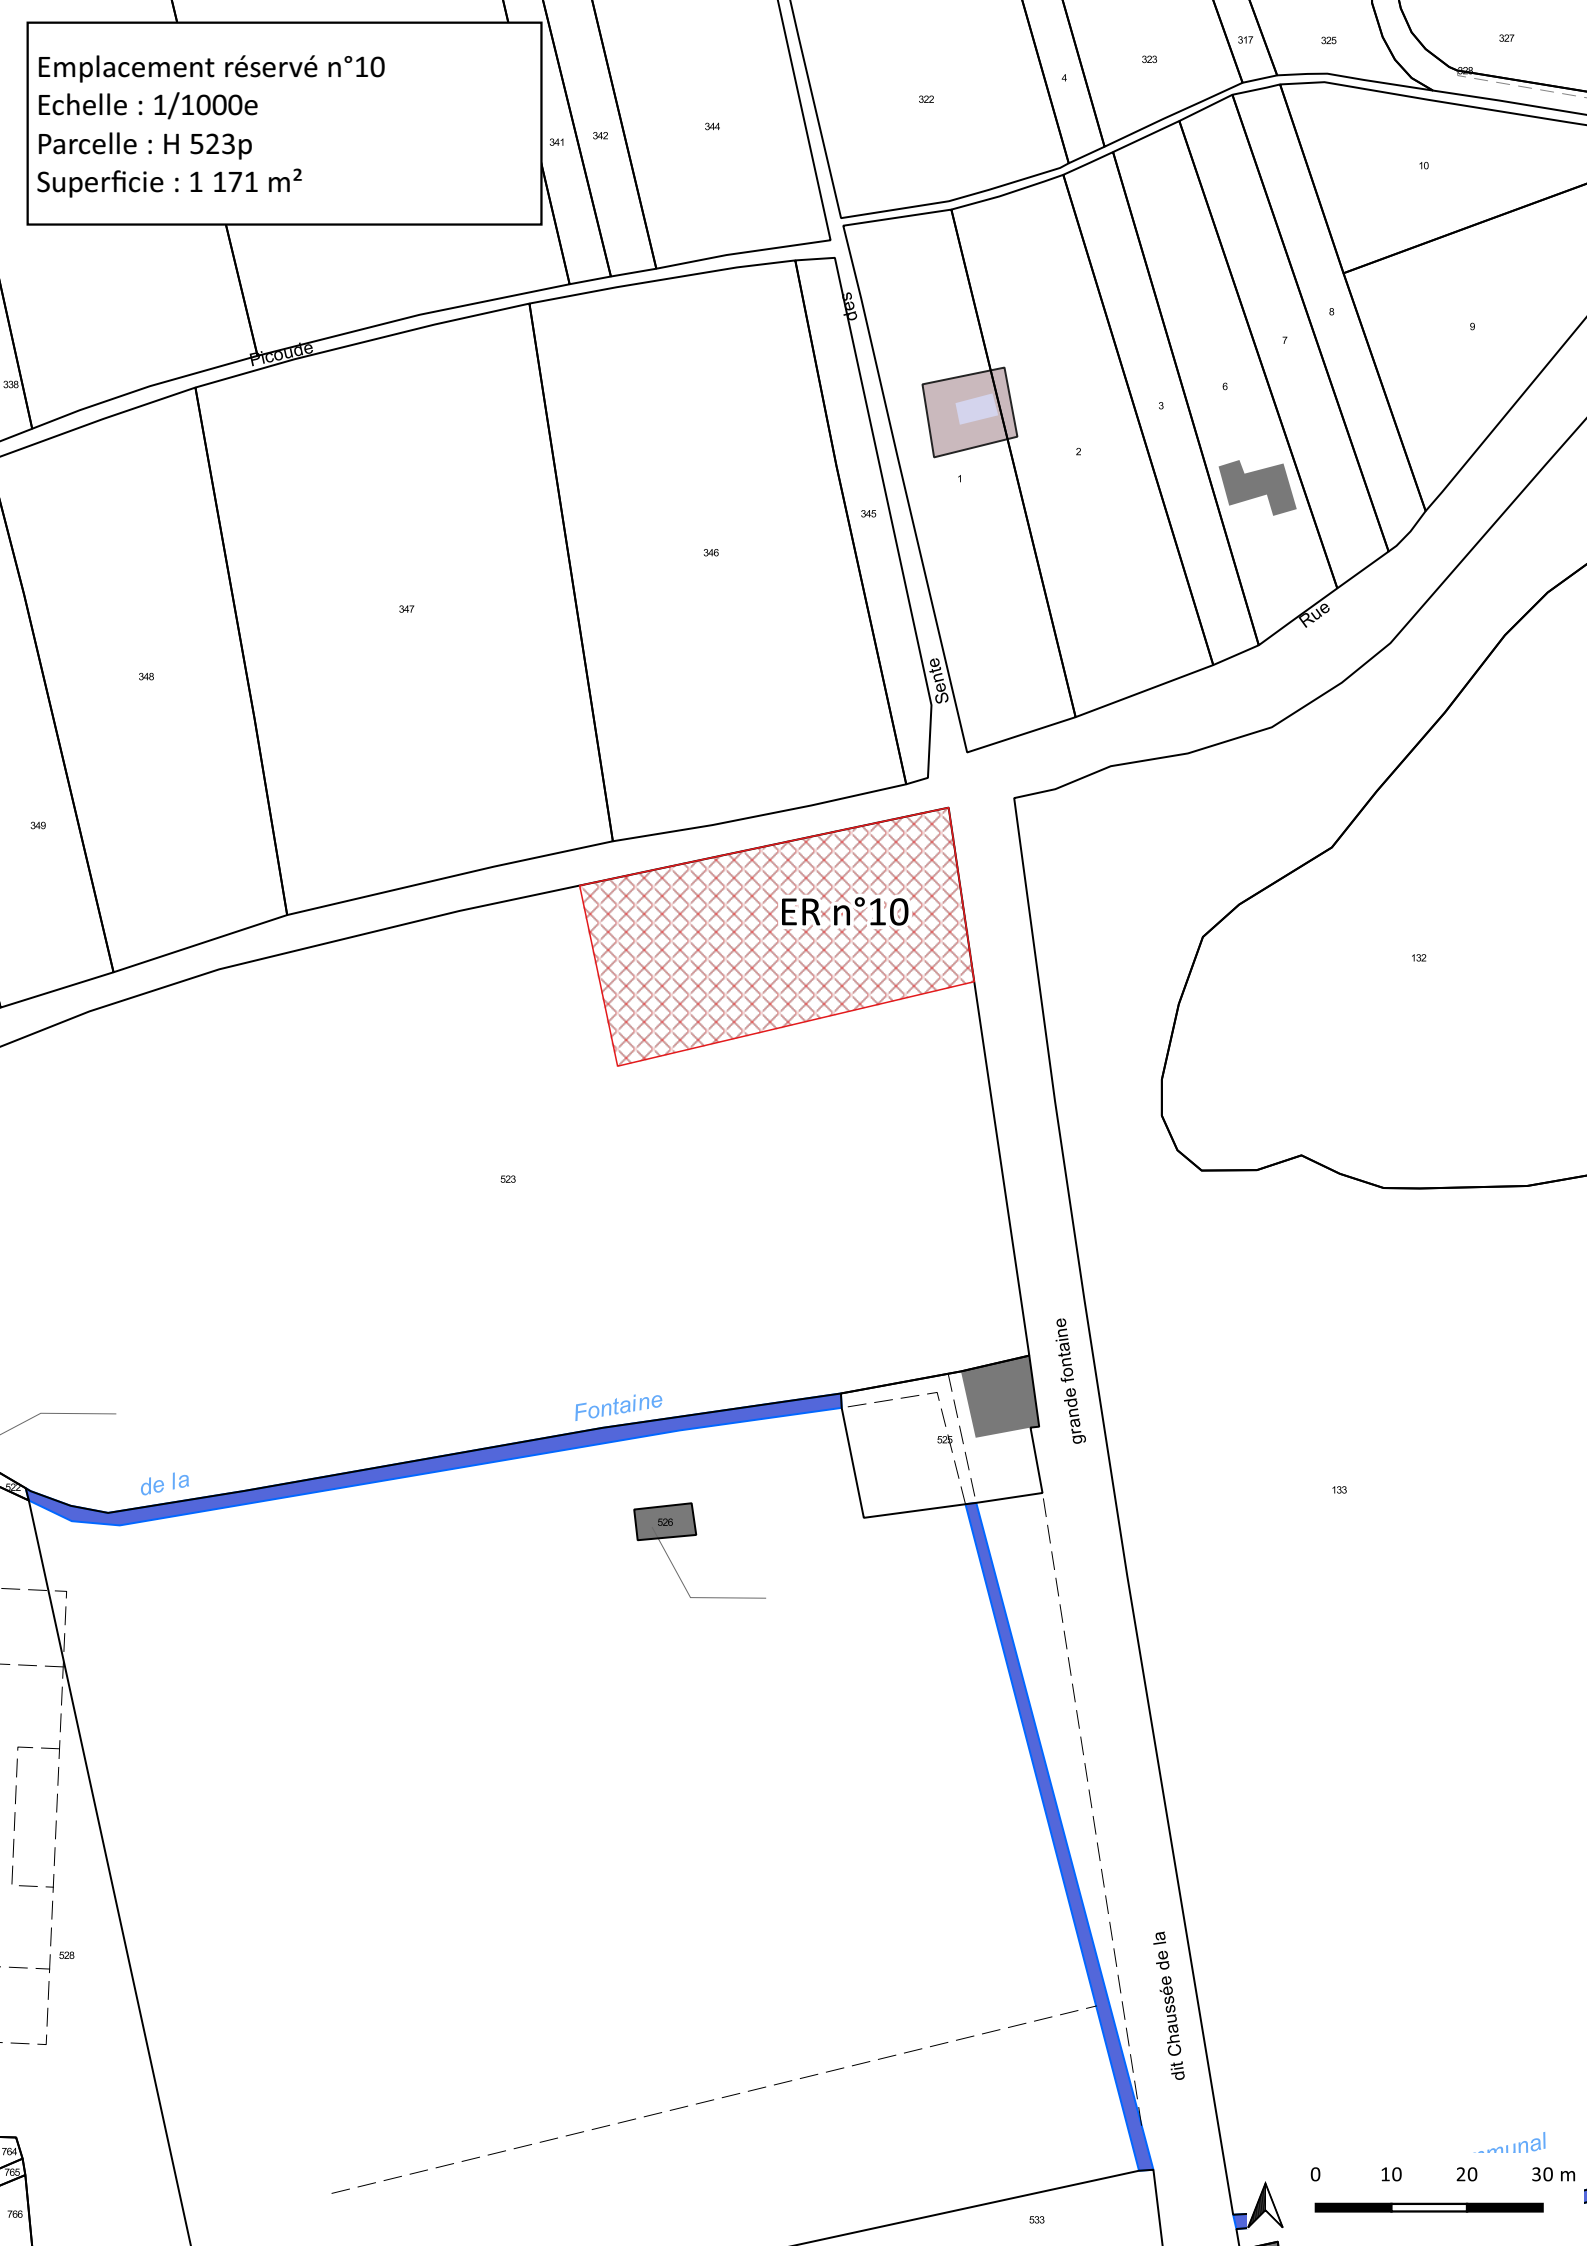 Emplacement réservé n°10
Echelle : 1/1000e
Parcelle : H 523p
Superficie : 1 171 m²
317
325
327
328
323
4
322
344
342
341
10
338
Picoude
des
8
9
7
6
3
2
1
345
346
347
348
349
Sente
Rue
ER n°10
132
523
grande fontaine
Fontaine
de la
525
522
526
133
528
dit Chaussée de la
764
765
766
533
mmunal
0 10 20 30 m